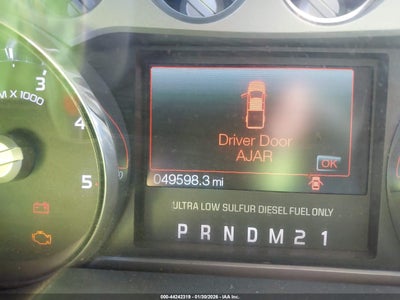 3
M X 1000
4
5
Driver Door
AJAR
OK
049598.3 mi
ULTRA LOW SULFUR DIESEL FUEL ONLY
P R N D M 2 1
© - 44242319 - 01/30/2026 - IAA Inc.